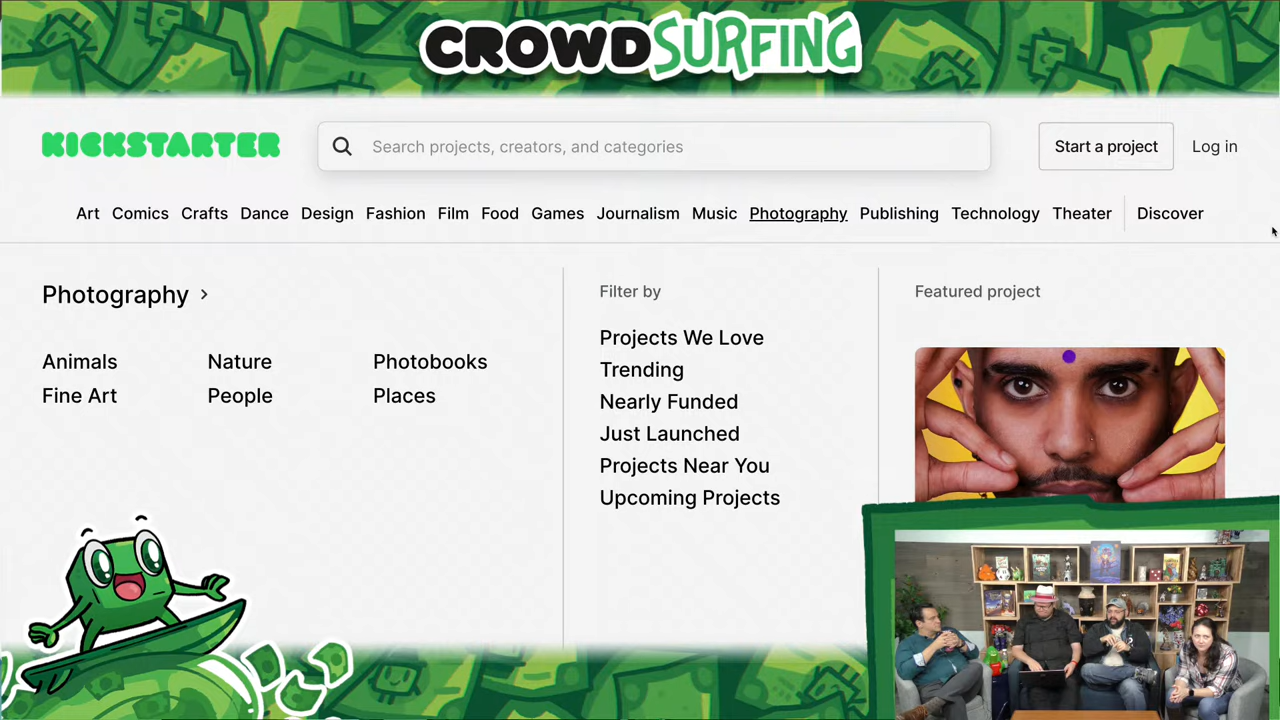 CROWDSURFING
KICKSTARTER
Search projects, creators, and categories
Start a project
Log in
Art Comics Crafts Dance Design Fashion Film Food Games Journalism Music Photography Publishing Technology Theater Discover
Photography
Animals Nature Photobooks
Fine Art People Places
Filter by
Projects We Love
Trending
Nearly Funded
Just Launched
Projects Near You
Upcoming Projects
Featured project